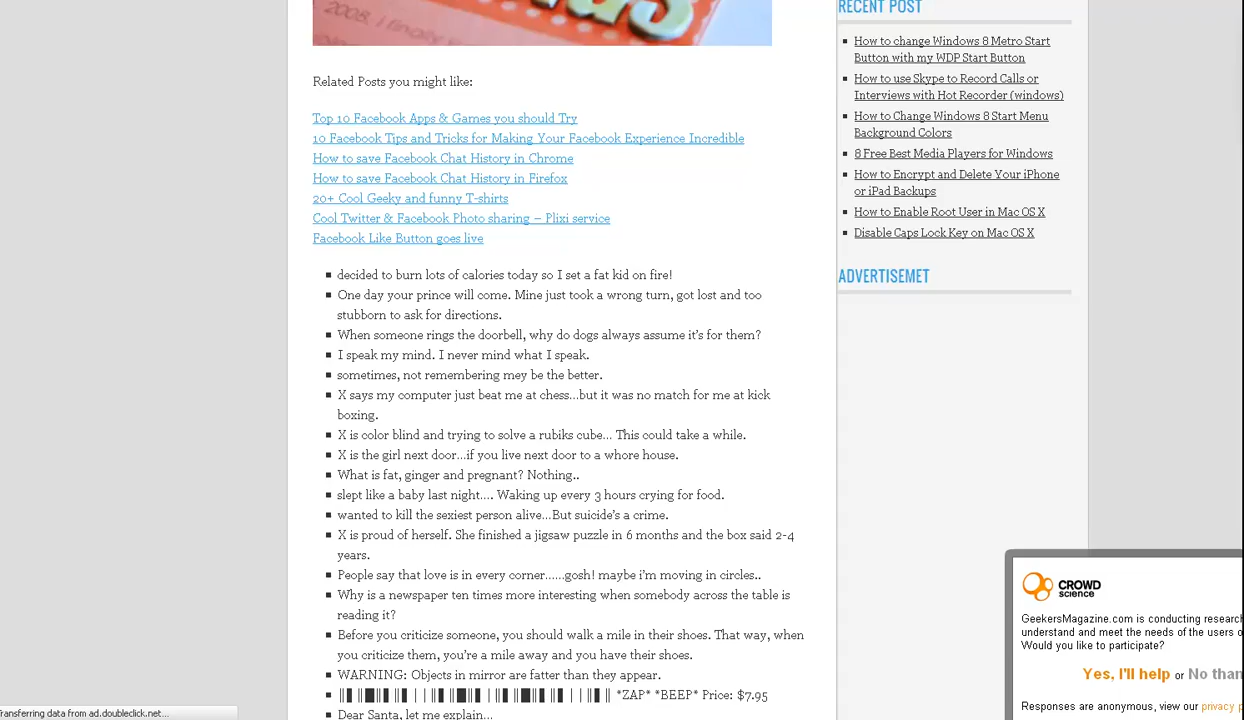 2008. I finally
RECENT POST
How to change Windows 8 Metro Start
Button with my WDP Start Button
How to use Skype to Record Calls or
Interviews with Hot Recorder (windows)
How to Change Windows 8 Start Menu
Background Colors
8 Free Best Media Players for Windows
How to Encrypt and Delete Your iPhone
or iPad Backups
How to Enable Root User in Mac OS X
Disable Caps Lock Key on Mac OS X
ADVERTISEMET
Related Posts you might like:
Top 10 Facebook Apps & Games you should Try
10 Facebook Tips and Tricks for Making Your Facebook Experience Incredible
How to save Facebook Chat History in Chrome
How to save Facebook Chat History in Firefox
20+ Cool Geeky and funny T-shirts
Cool Twitter & Facebook Photo sharing – Plixi service
Facebook Like Button goes live
decided to burn lots of calories today so I set a fat kid on fire!
One day your prince will come. Mine just took a wrong turn, got lost and too
stubborn to ask for directions.
When someone rings the doorbell, why do dogs always assume it's for them?
I speak my mind. I never mind what I speak.
sometimes, not remembering mey be the better.
X says my computer just beat me at chess...but it was no match for me at kick
boxing.
X is color blind and trying to solve a rubiks cube... This could take a while.
X is the girl next door...if you live next door to a whore house.
What is fat, ginger and pregnant? Nothing..
slept like a baby last night.... Waking up every 3 hours crying for food.
wanted to kill the sexiest person alive...But suicide's a crime.
X is proud of herself. She finished a jigsaw puzzle in 6 months and the box said 2-4
years.
People say that love is in every corner......gosh! maybe i'm moving in circles..
Why is a newspaper ten times more interesting when somebody across the table is
reading it?
Before you criticize someone, you should walk a mile in their shoes. That way, when
you criticize them, you're a mile away and you have their shoes.
WARNING: Objects in mirror are fatter than they appear.
*ZAP* *BEEP* Price: $7.95
Dear Santa, let me explain...
CROWD
science
GeekersMagazine.com is conducting research
understand and meet the needs of the users o
Would you like to participate?
Yes, I'll help or No than
Responses are anonymous, view our privacy p
Transferring data from ad.doubleclick.net...